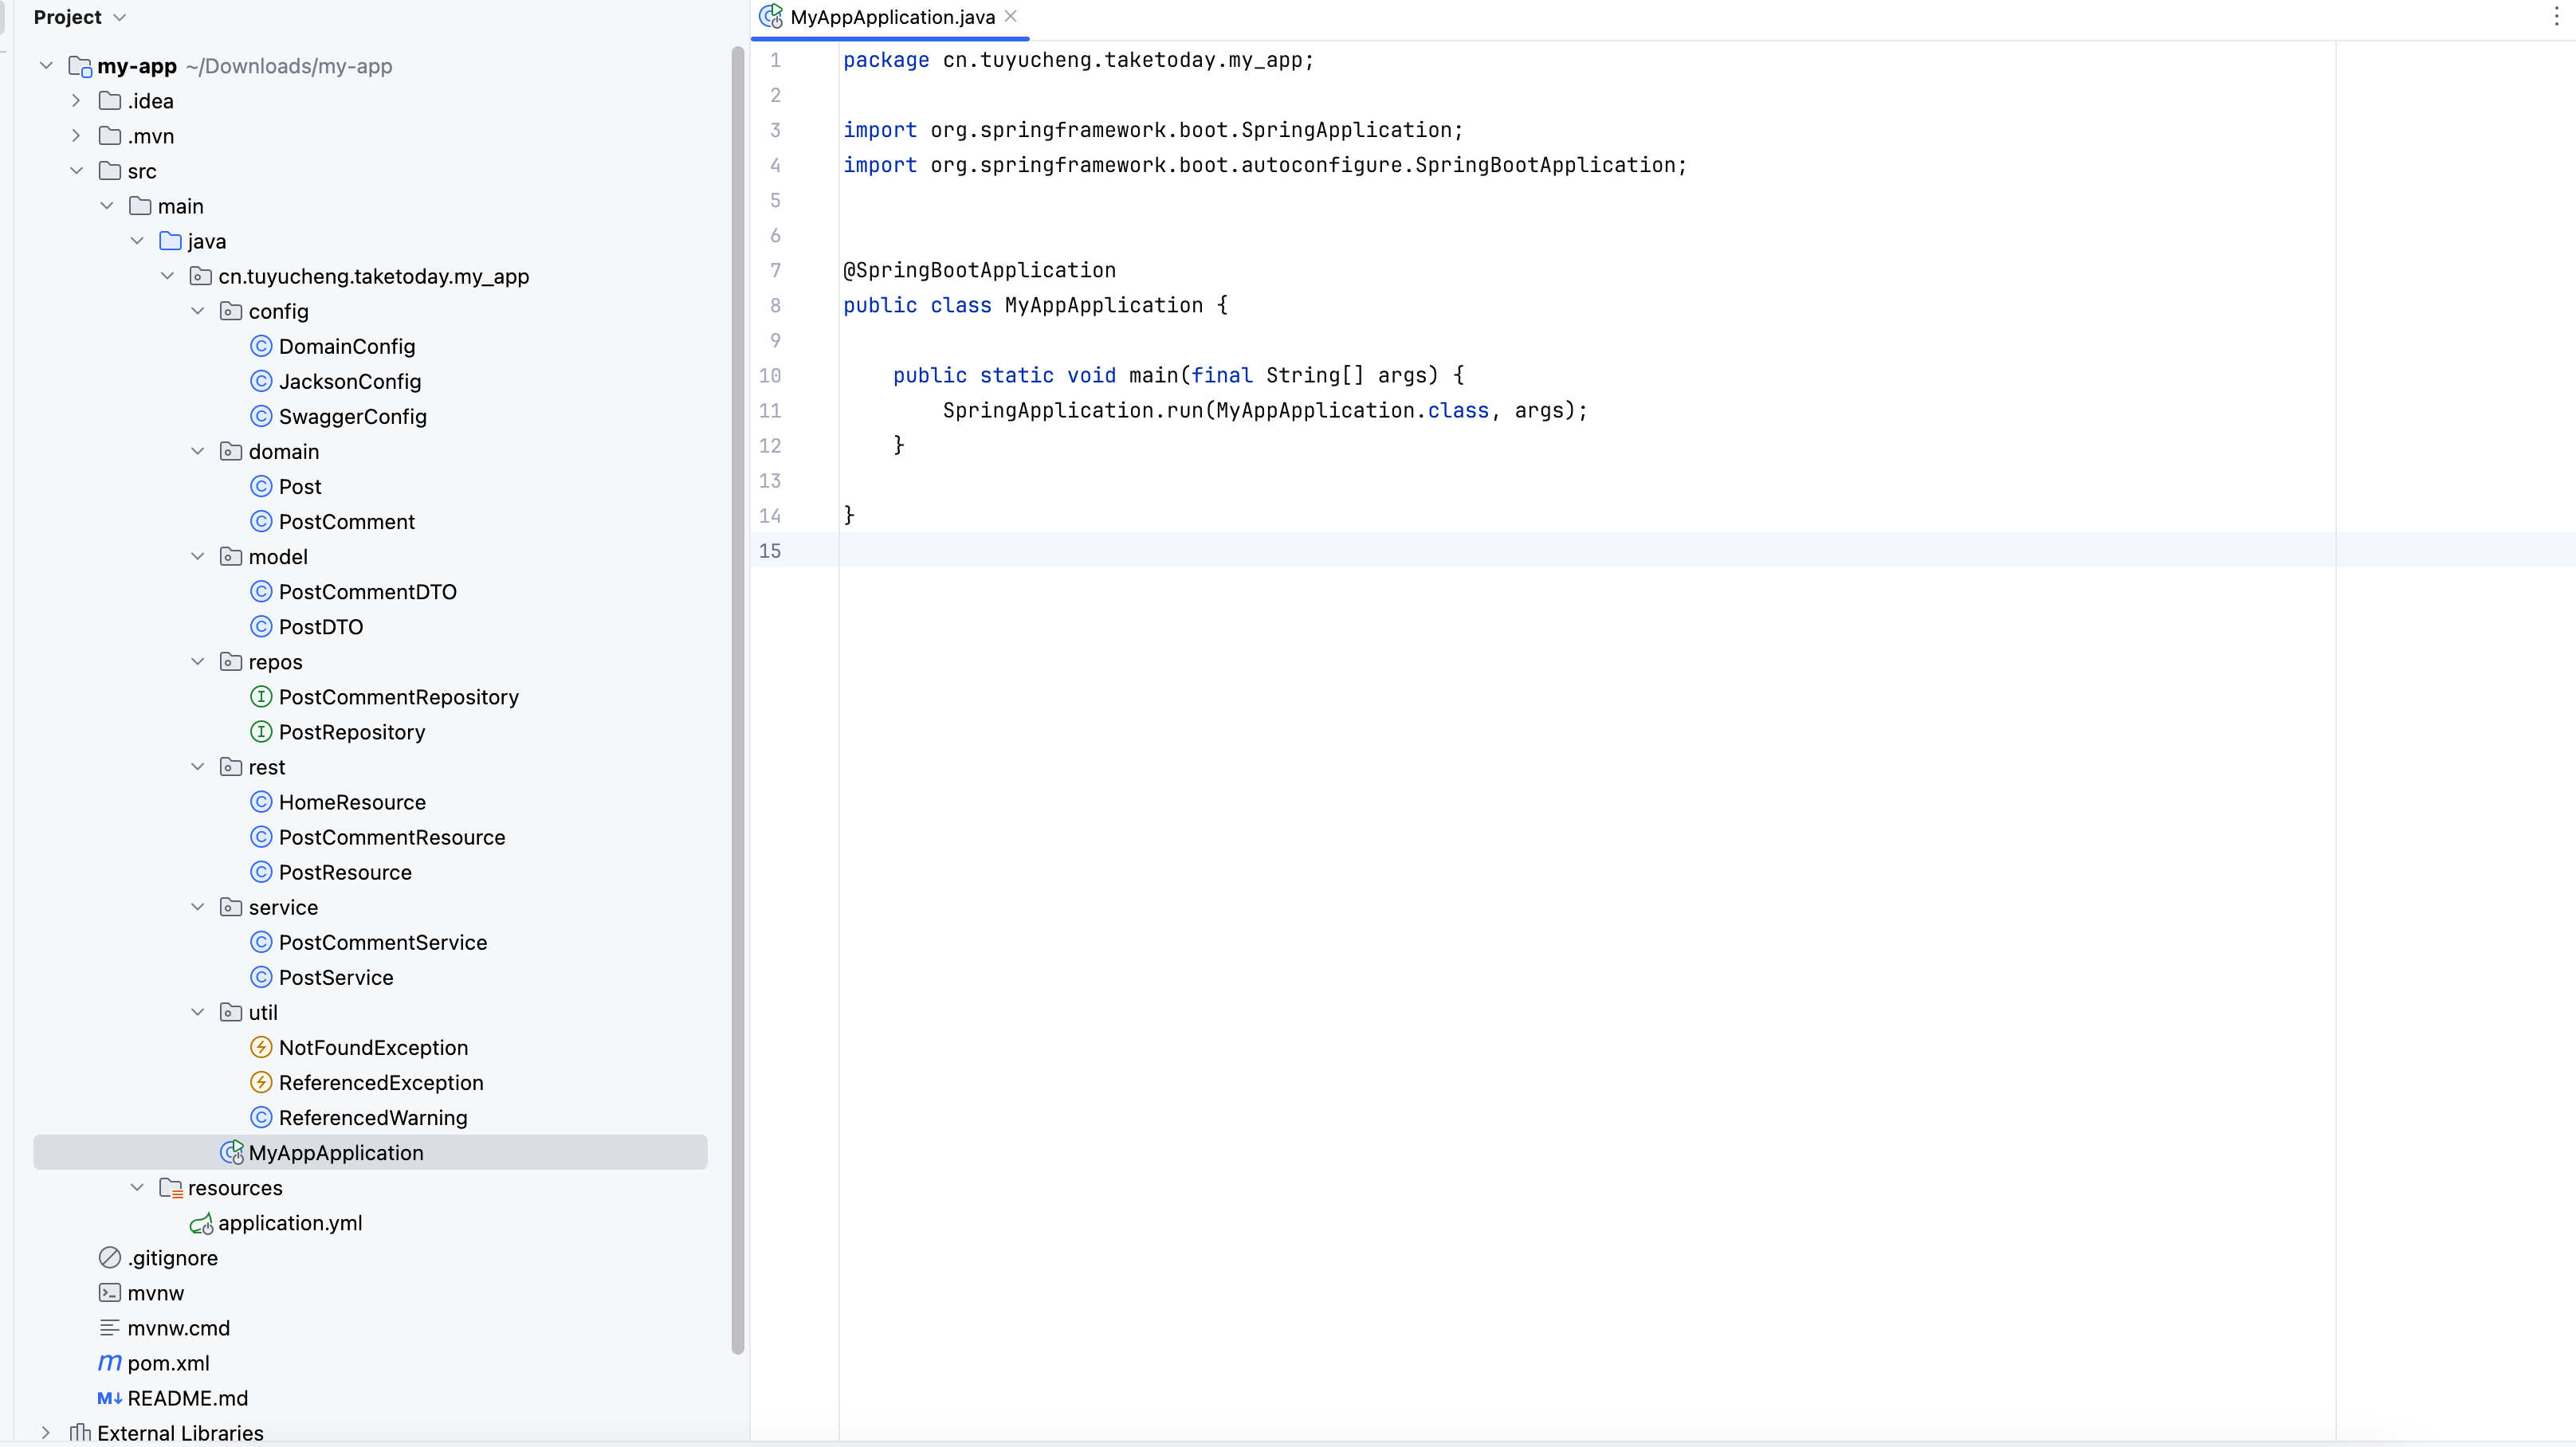 Project
my-app ~/Downloads/my-app
.idea
.mvn
src
main
java
cn.tuyucheng.taketoday.my_app
config
DomainConfig
JacksonConfig
SwaggerConfig
domain
Post
PostComment
model
PostCommentDTO
PostDTO
repos
PostCommentRepository
PostRepository
rest
HomeResource
PostCommentResource
PostResource
service
PostCommentService
PostService
util
NotFoundException
ReferencedException
ReferencedWarning
MyAppApplication
resources
application.yml
.gitignore
mvnw
mvnw.cmd
pom.xml
README.md
External Libraries
MyAppApplication.java
1 package cn.tuyucheng.taketoday.my_app;
2
3 import org.springframework.boot.SpringApplication;
4 import org.springframework.boot.autoconfigure.SpringBootApplication;
5
6
7 @SpringBootApplication
8 public class MyAppApplication {
9
10 public static void main(final String[] args) {
11 SpringApplication.run(MyAppApplication.class, args);
12 }
13
14 }
15